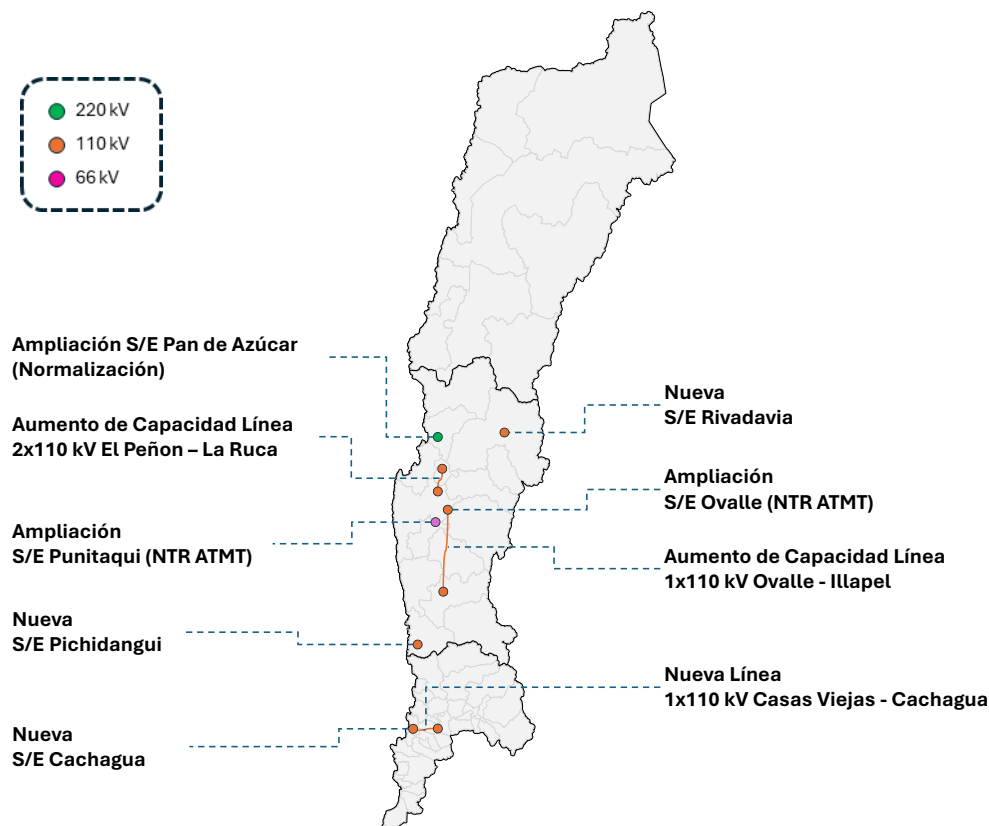 220 kV
110 kV
66 kV
Ampliación S/E Pan de Azúcar
(Normalización)
Aumento de Capacidad Línea
2x110 kV El Peñon – La Ruca
Ampliación
S/E Punitaqui (NTR ATMT)
Nueva
S/E Pichidangui
Nueva
S/E Cachagua
Nueva
S/E Rivadavia
Ampliación
S/E Ovalle (NTR ATMT)
Aumento de Capacidad Línea
1x110 kV Ovalle - Illapel
Nueva Línea
1x110 kV Casas Viejas - Cachagua